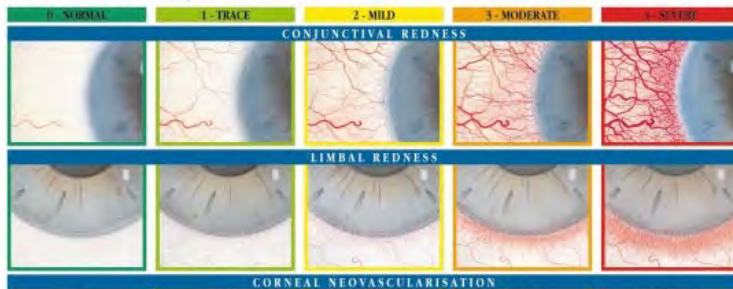 0 - NORMAL 1 - TRACE 2 - MILD 3 - MODERATE 4 - SEVERE
CONJUNCTIVAL REDNESS
LIMBAL REDNESS
CORNEAL NEOVASCULARISATION